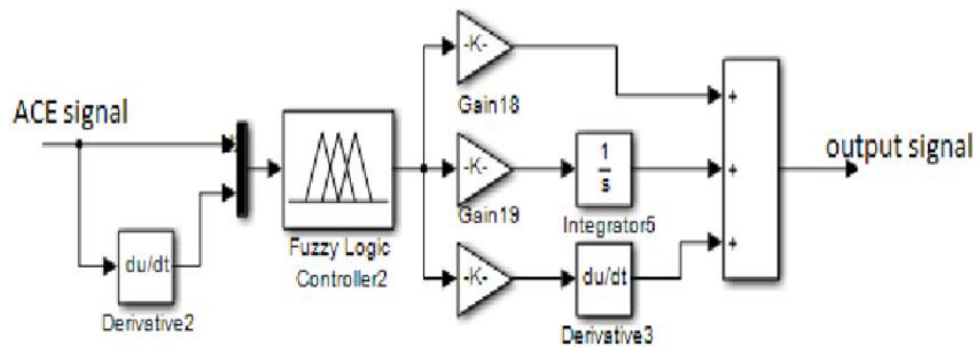 ACE signal
du/dt
Derivative2
Fuzzy Logic
Controller2
-K-
Gain18
-K-
Gain19
-K-
1
s
Integrator5
du/dt
Derivative3
+
+
+
output signal